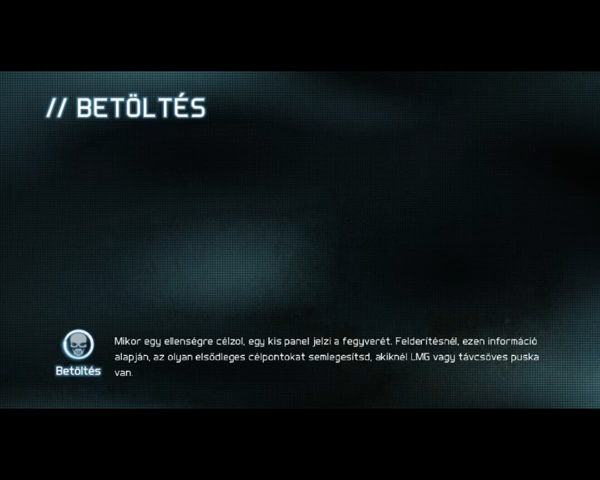 // BETÖLTÉS
Mikor egy ellenségre célzol, egy kis panel jelzi a fegyverét. Felderítésnél, ezen információ
alapján, az olyan elsődleges célpontokat semlegesítsd, akiknél LMG vagy távcsöves puska
van.
Betöltés